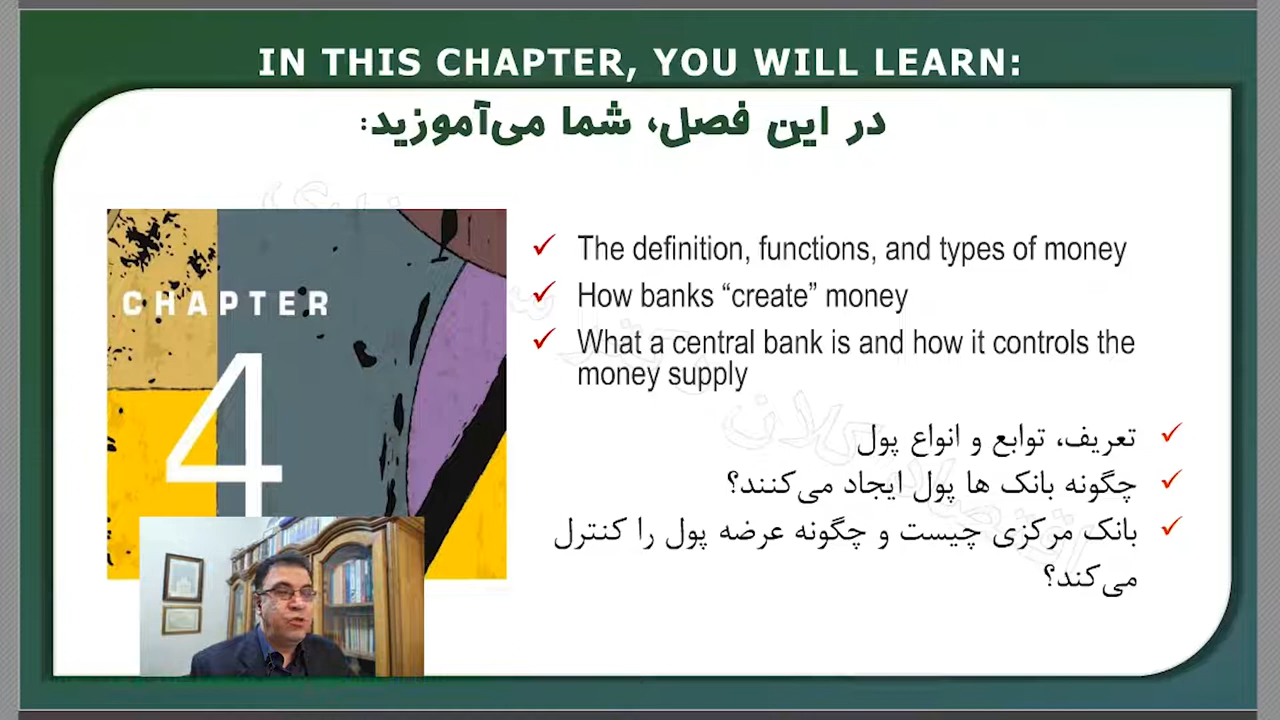 IN THIS CHAPTER, YOU WILL LEARN:
در این فصل، شما می‌آموزید:
CHAPTER
4
The definition, functions, and types of money
How banks “create” money
What a central bank is and how it controls the
money supply
تعریف، توابع و انواع پول
چگونه بانک ها پول ایجاد می‌کنند؟
بانک مرکزی چیست و چگونه عرضه پول را کنترل
می‌کند؟